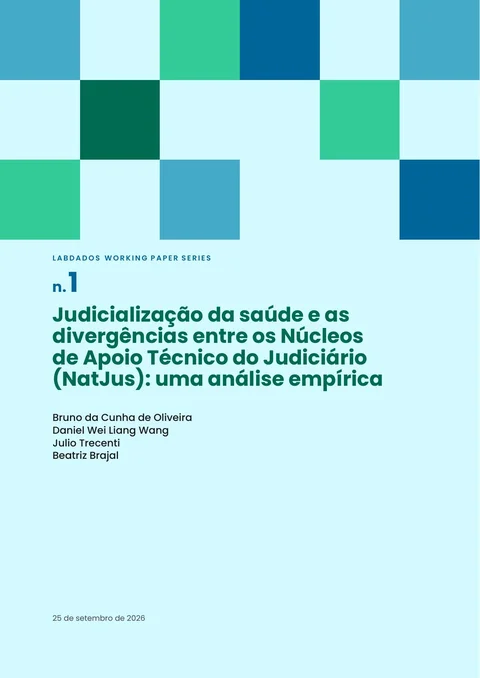 LABDADOS WORKING PAPER SERIES
n.1
Judicialização da saúde e as
divergências entre os Núcleos
de Apoio Técnico do Judiciário
(NatJus): uma análise empírica
Bruno da Cunha de Oliveira
Daniel Wei Liang Wang
Julio Trecenti
Beatriz Brajal
25 de setembro de 2026